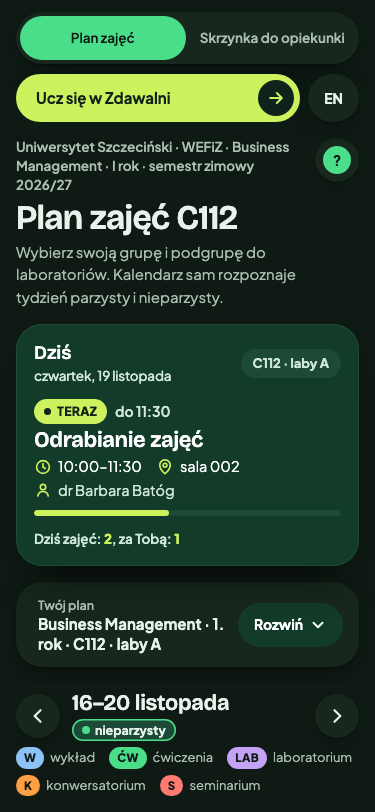 Plan zajęć
Skrzynka do opiekunki
Ucz się w Zdawalni
EN
Uniwersytet Szczeciński · WEFiZ · Business
Management · I rok · semestr zimowy
2026/27
?
Plan zajęć C112
Wybierz swoją grupę i podgrupę do
laboratoriów. Kalendarz sam rozpoznaje
tydzień parzysty i nieparzysty.
Dziś
czwartek, 19 listopada
C112 · laby A
TERAZ do 11:30
Odrabianie zajęć
10:00–11:30 sala 002
dr Barbara Batóg
Dziś zajęć: 2, za Tobą: 1
Twój plan
Business Management · 1.
rok · C112 · laby A
Rozwiń
16–20 listopada
nieparzysty
W wykład ĆW ćwiczenia LAB laboratorium
K konwersatorium S seminarium